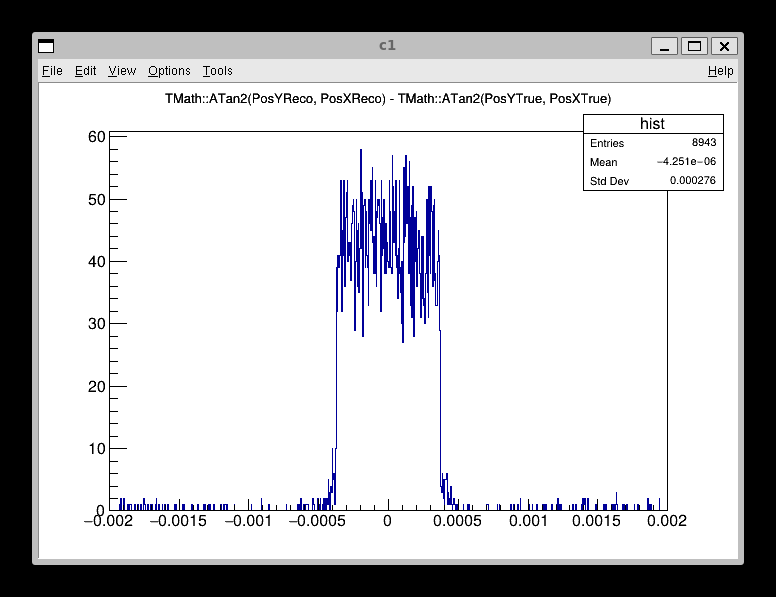 c1
File Edit View Options Tools Help
TMath::ATan2(PosYReco, PosXReco) - TMath::ATan2(PosYTrue, PosXTrue)
hist
Entries 8943
Mean −4.251e−06
Std Dev 0.000276
60
50
40
30
20
10
0
−0.002 −0.0015 −0.001 −0.0005 0 0.0005 0.001 0.0015 0.002